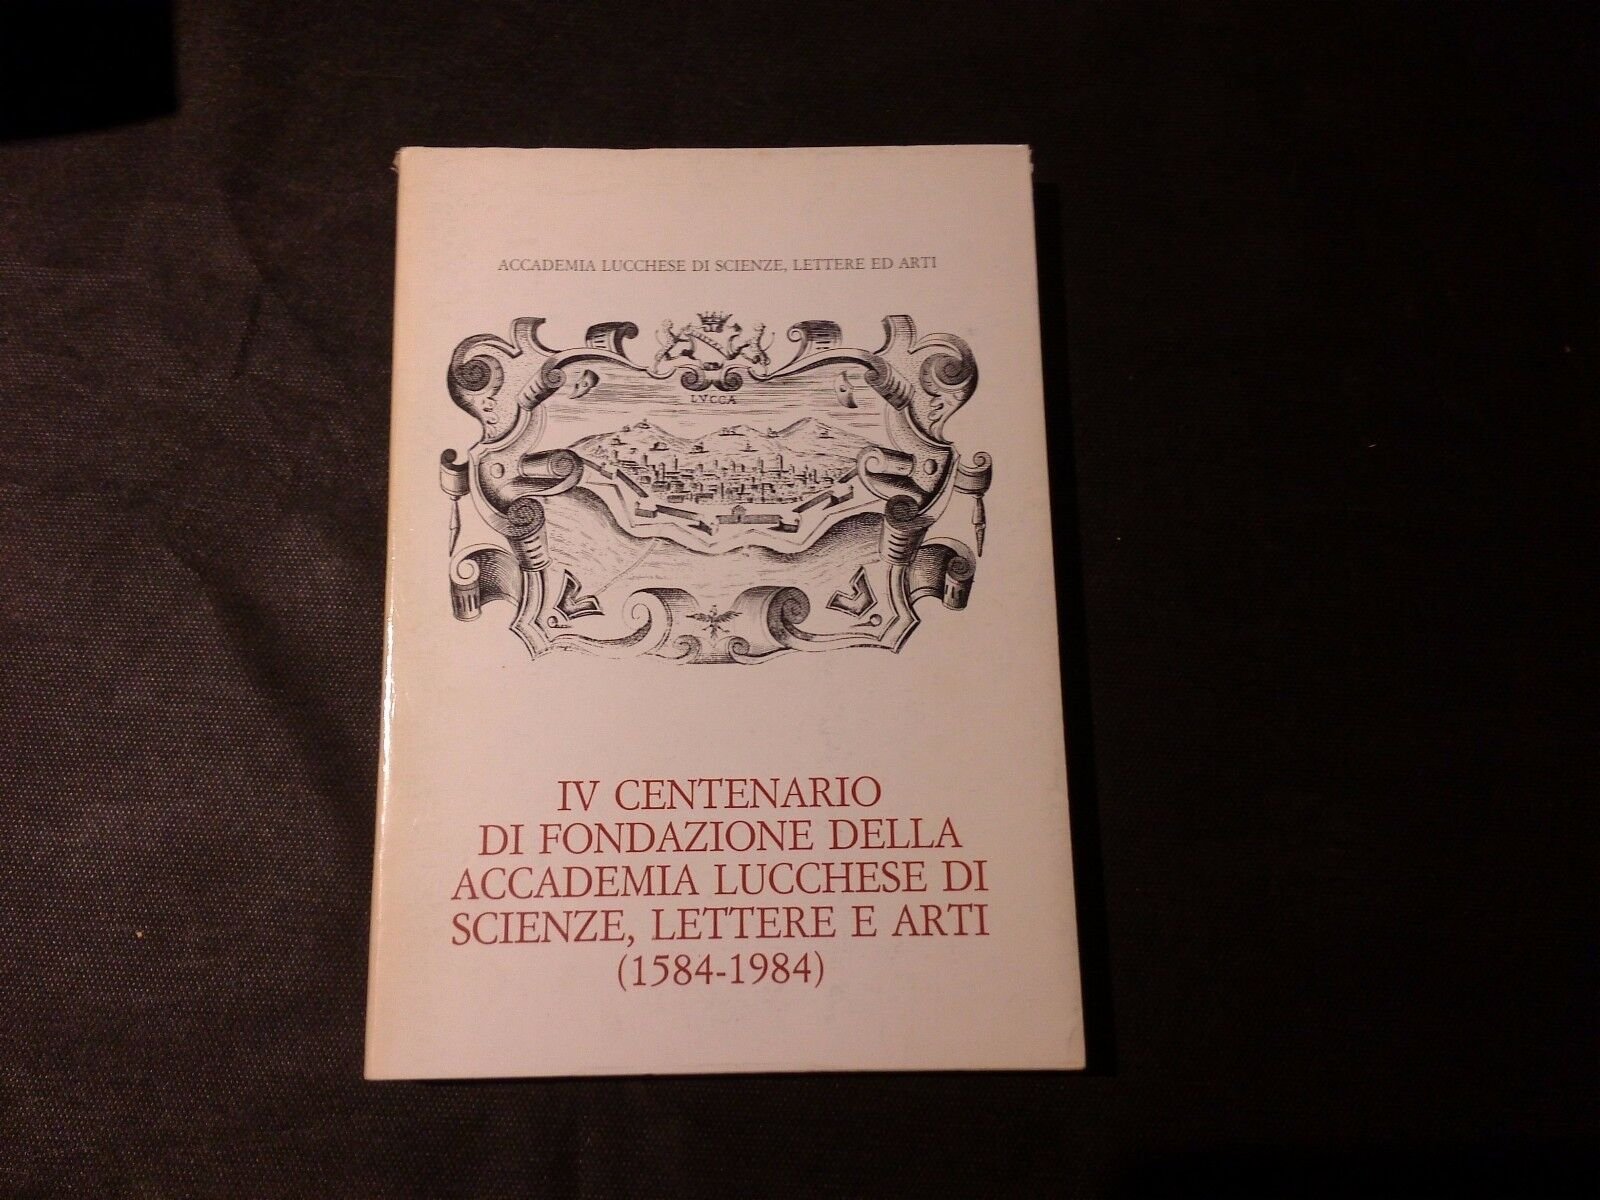 ACCADEMIA LUCCHESE DI SCIENZE, LETTERE ED ARTI
LVCCA
IV CENTENARIO
DI FONDAZIONE DELLA
ACCADEMIA LUCCHESE DI
SCIENZE, LETTERE E ARTI
(1584-1984)